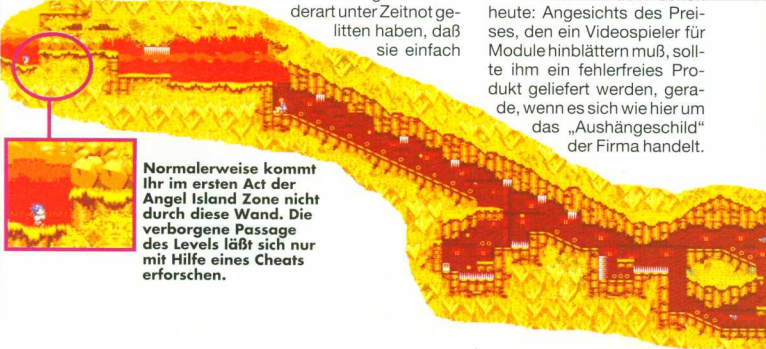 derart unter Zeitnot ge-
litten haben, daß
sie einfach
heute: Angesichts des Prei-
ses, den ein Videospieler für
Module hinblättern muß, soll-
te ihm ein fehlerfreies Pro-
dukt geliefert werden, gera-
de, wenn es sich wie hier um
das „Aushängeschild“
der Firma handelt.
Normalerweise kommt
Ihr im ersten Act der
Angel Island Zone nicht
durch diese Wand. Die
verborgene Passage
des Levels läßt sich nur
mit Hilfe eines Cheats
erforschen.